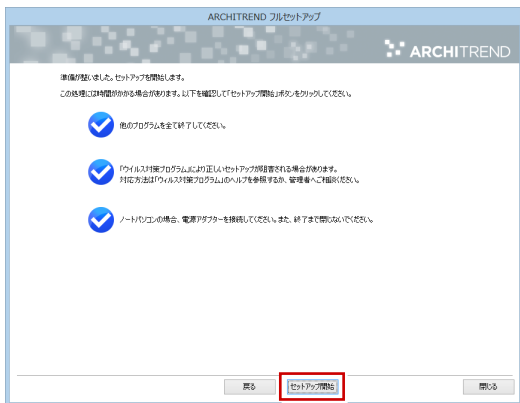 ARCHITREND フルセットアップ
ARCHITREND
準備が整いました。セットアップを開始します。
この処理には時間がかかる場合があります。以下を確認して「セットアップ開始」ボタンをクリックしてください。
他のプログラムを全て終了してください。
「ウイルス対策プログラム」により正しいセットアップが阻害される場合があります。
対応方法は「ウィルス対策プログラム」のヘルプを参照するか、管理者へご相談ください。
ノートパソコンの場合、電源アダプターを接続してください。また、終了まで閉じないでください。
戻る セットアップ開始 閉じる